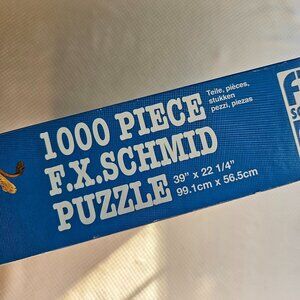 1000 PIECE
Teile, pièces,
stukken
pezzi, piezas
F.X.SCHMID
PUZZLE
39" x 22 1/4"
99.1cm x 56.5cm